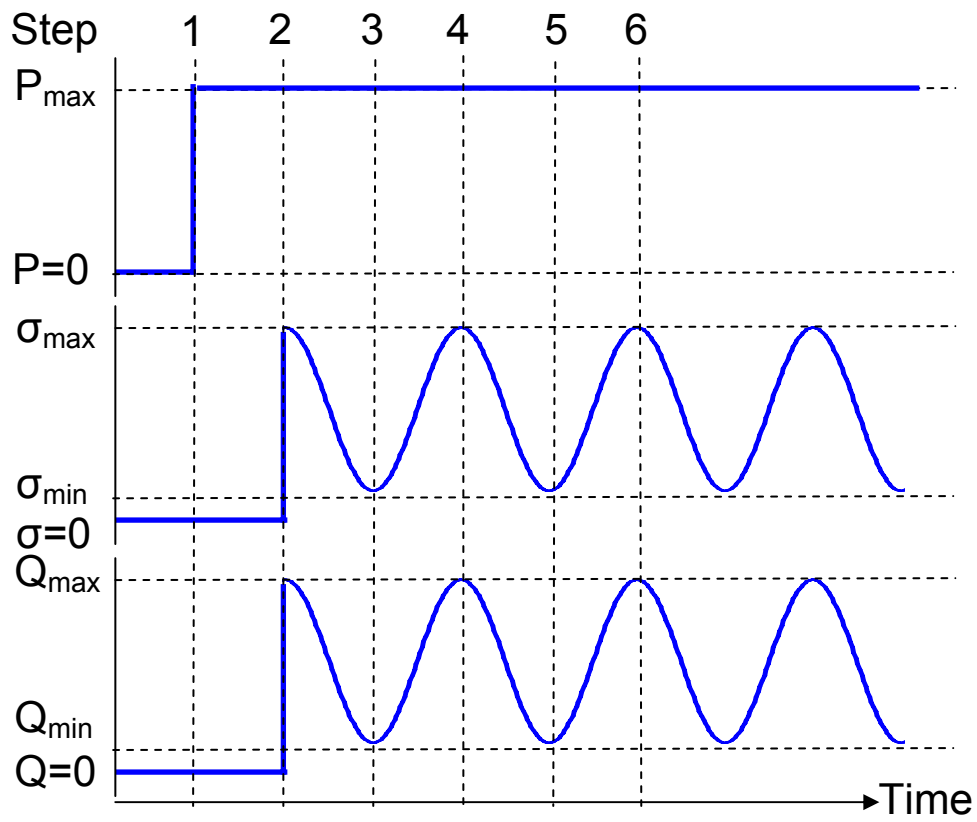 Step 1 2 3 4 5 6
Pmax
P=0
σmax
σmin
σ=0
Qmax
Qmin
Q=0
Time